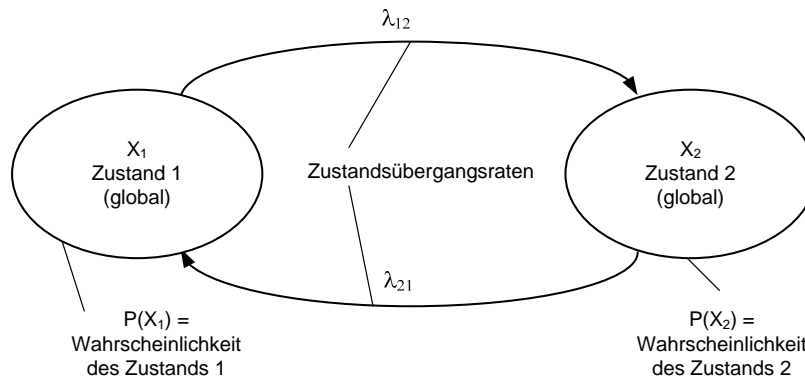 λ₁₂
X₁
Zustand 1
(global)
Zustandsübergangsraten
X₂
Zustand 2
(global)
λ₂₁
P(X₁) =
Wahrscheinlichkeit
des Zustands 1
P(X₂) =
Wahrscheinlichkeit
des Zustands 2